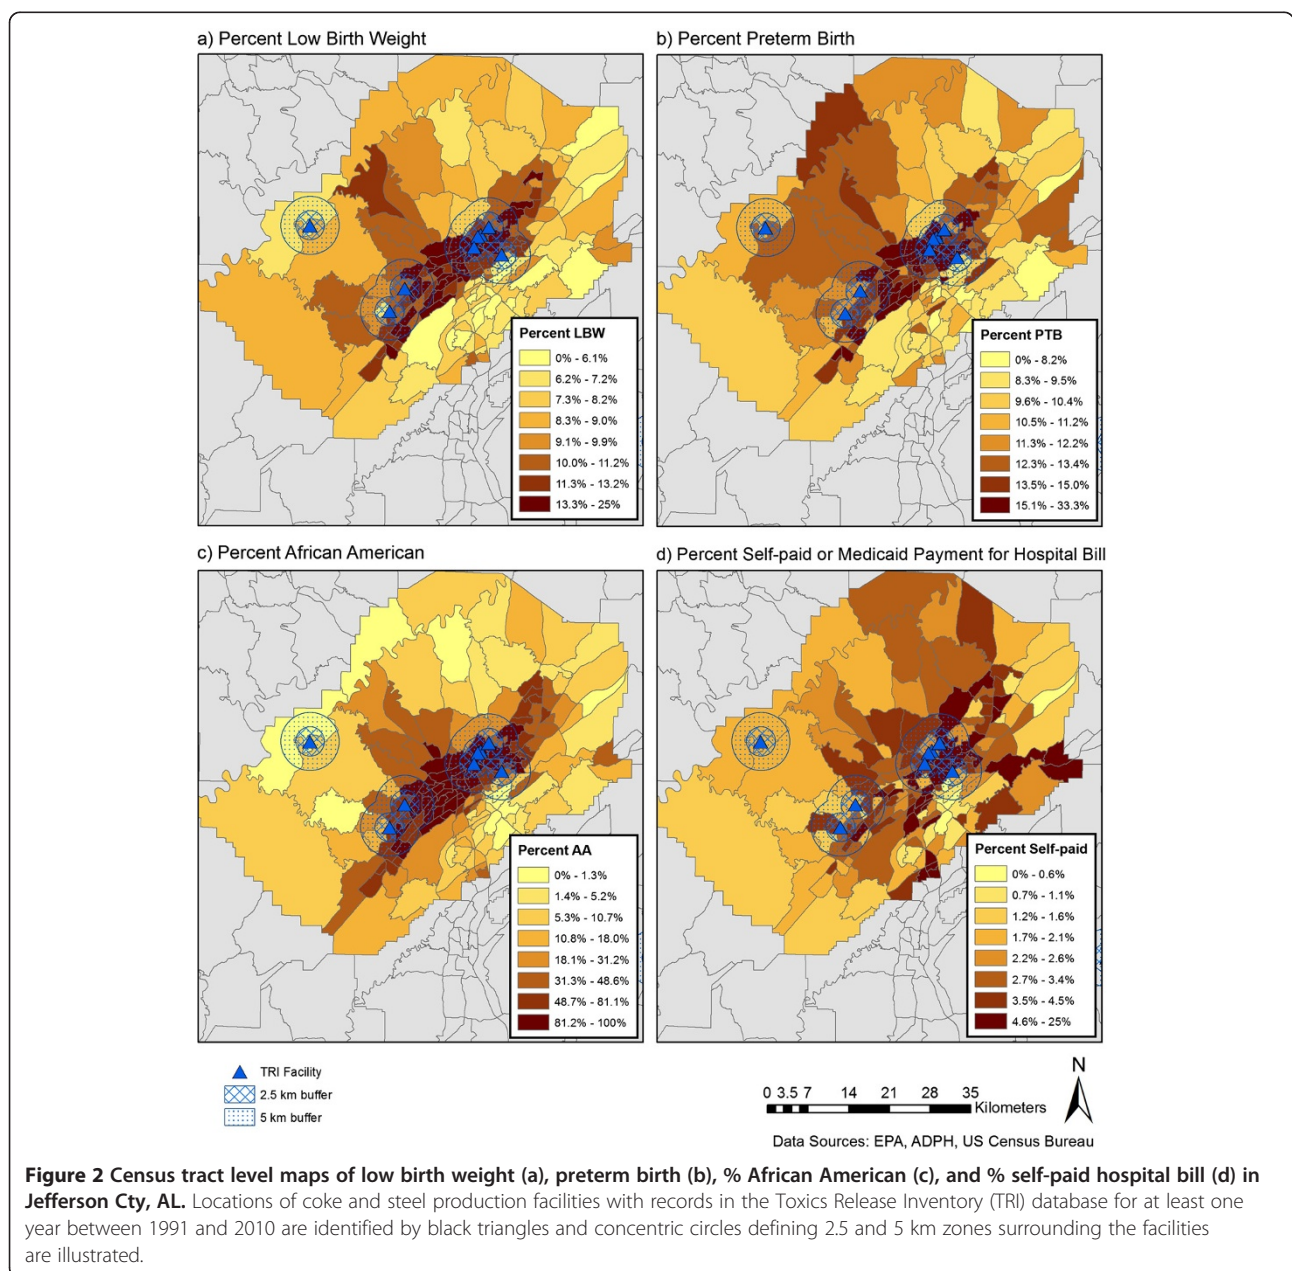 a) Percent Low Birth Weight
b) Percent Preterm Birth
Percent LBW
0% - 6.1%
6.2% - 7.2%
7.3% - 8.2%
8.3% - 9.0%
9.1% - 9.9%
10.0% - 11.2%
11.3% - 13.2%
13.3% - 25%
Percent PTB
0% - 8.2%
8.3% - 9.5%
9.6% - 10.4%
10.5% - 11.2%
11.3% - 12.2%
12.3% - 13.4%
13.5% - 15.0%
15.1% - 33.3%
c) Percent African American
d) Percent Self-paid or Medicaid Payment for Hospital Bill
Percent AA
0% - 1.3%
1.4% - 5.2%
5.3% - 10.7%
10.8% - 18.0%
18.1% - 31.2%
31.3% - 48.6%
48.7% - 81.1%
81.2% - 100%
Percent Self-paid
0% - 0.6%
0.7% - 1.1%
1.2% - 1.6%
1.7% - 2.1%
2.2% - 2.6%
2.7% - 3.4%
3.5% - 4.5%
4.6% - 25%
TRI Facility
2.5 km buffer
5 km buffer
0 3.5 7 14 21 28 35
Kilometers
N
Data Sources: EPA, ADPH, US Census Bureau
Figure 2 Census tract level maps of low birth weight (a), preterm birth (b), % African American (c), and % self-paid hospital bill (d) in
Jefferson Cty, AL. Locations of coke and steel production facilities with records in the Toxics Release Inventory (TRI) database for at least one
year between 1991 and 2010 are identified by black triangles and concentric circles defining 2.5 and 5 km zones surrounding the facilities
are illustrated.